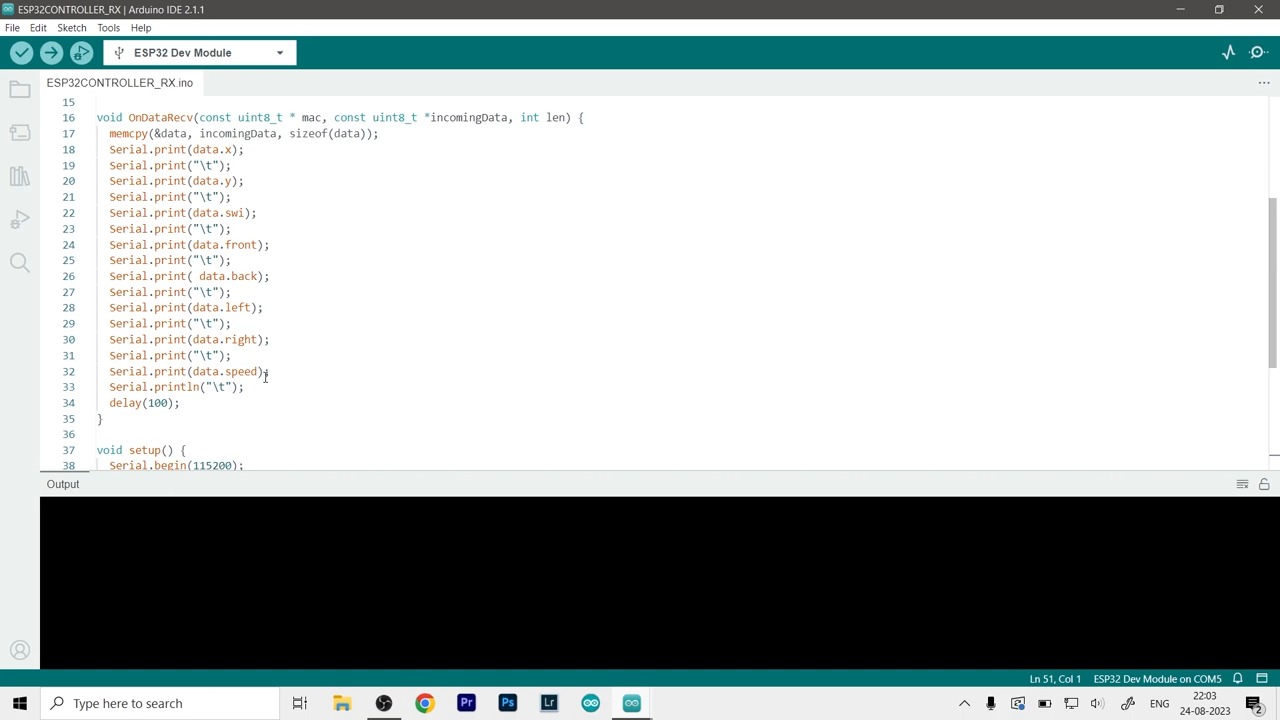 ESP32CONTROLLER_RX | Arduino IDE 2.1.1
File Edit Sketch Tools Help
ESP32 Dev Module
ESP32CONTROLLER_RX.ino
15
16 void OnDataRecv(const uint8_t * mac, const uint8_t *incomingData, int len) {
17 memcpy(&data, incomingData, sizeof(data));
18 Serial.print(data.x);
19 Serial.print("\t");
20 Serial.print(data.y);
21 Serial.print("\t");
22 Serial.print(data.swi);
23 Serial.print("\t");
24 Serial.print(data.front);
25 Serial.print("\t");
26 Serial.print( data.back);
27 Serial.print("\t");
28 Serial.print(data.left);
29 Serial.print("\t");
30 Serial.print(data.right);
31 Serial.print("\t");
32 Serial.print(data.speed);
33 Serial.println("\t");
34 delay(100);
35 }
36
37 void setup() {
38 Serial.begin(115200);
Output
Ln 51, Col 1 ESP32 Dev Module on COM5
Type here to search
Pr
Ps
Lr
ENG
22:03
24-08-2023
2